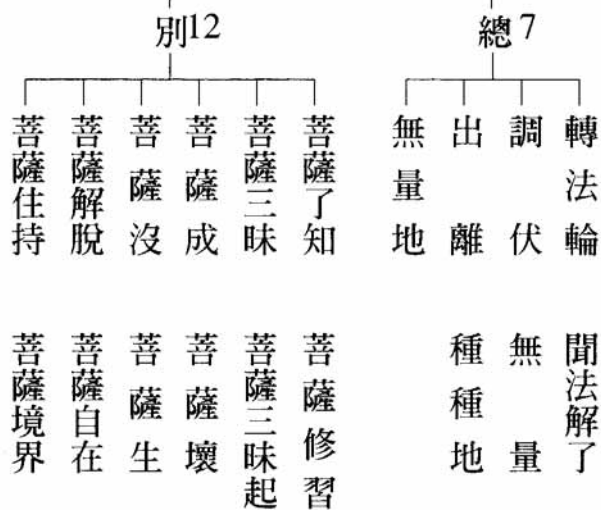 總7
轉法輪 聞法解了
調伏 無量
出離 種種地
無量地
別12
菩薩了知 菩薩修習
菩薩三昧 菩薩三昧起
菩薩成 菩薩壞
菩薩沒 菩薩生
菩薩解脫 菩薩自在
菩薩住持 菩薩境界